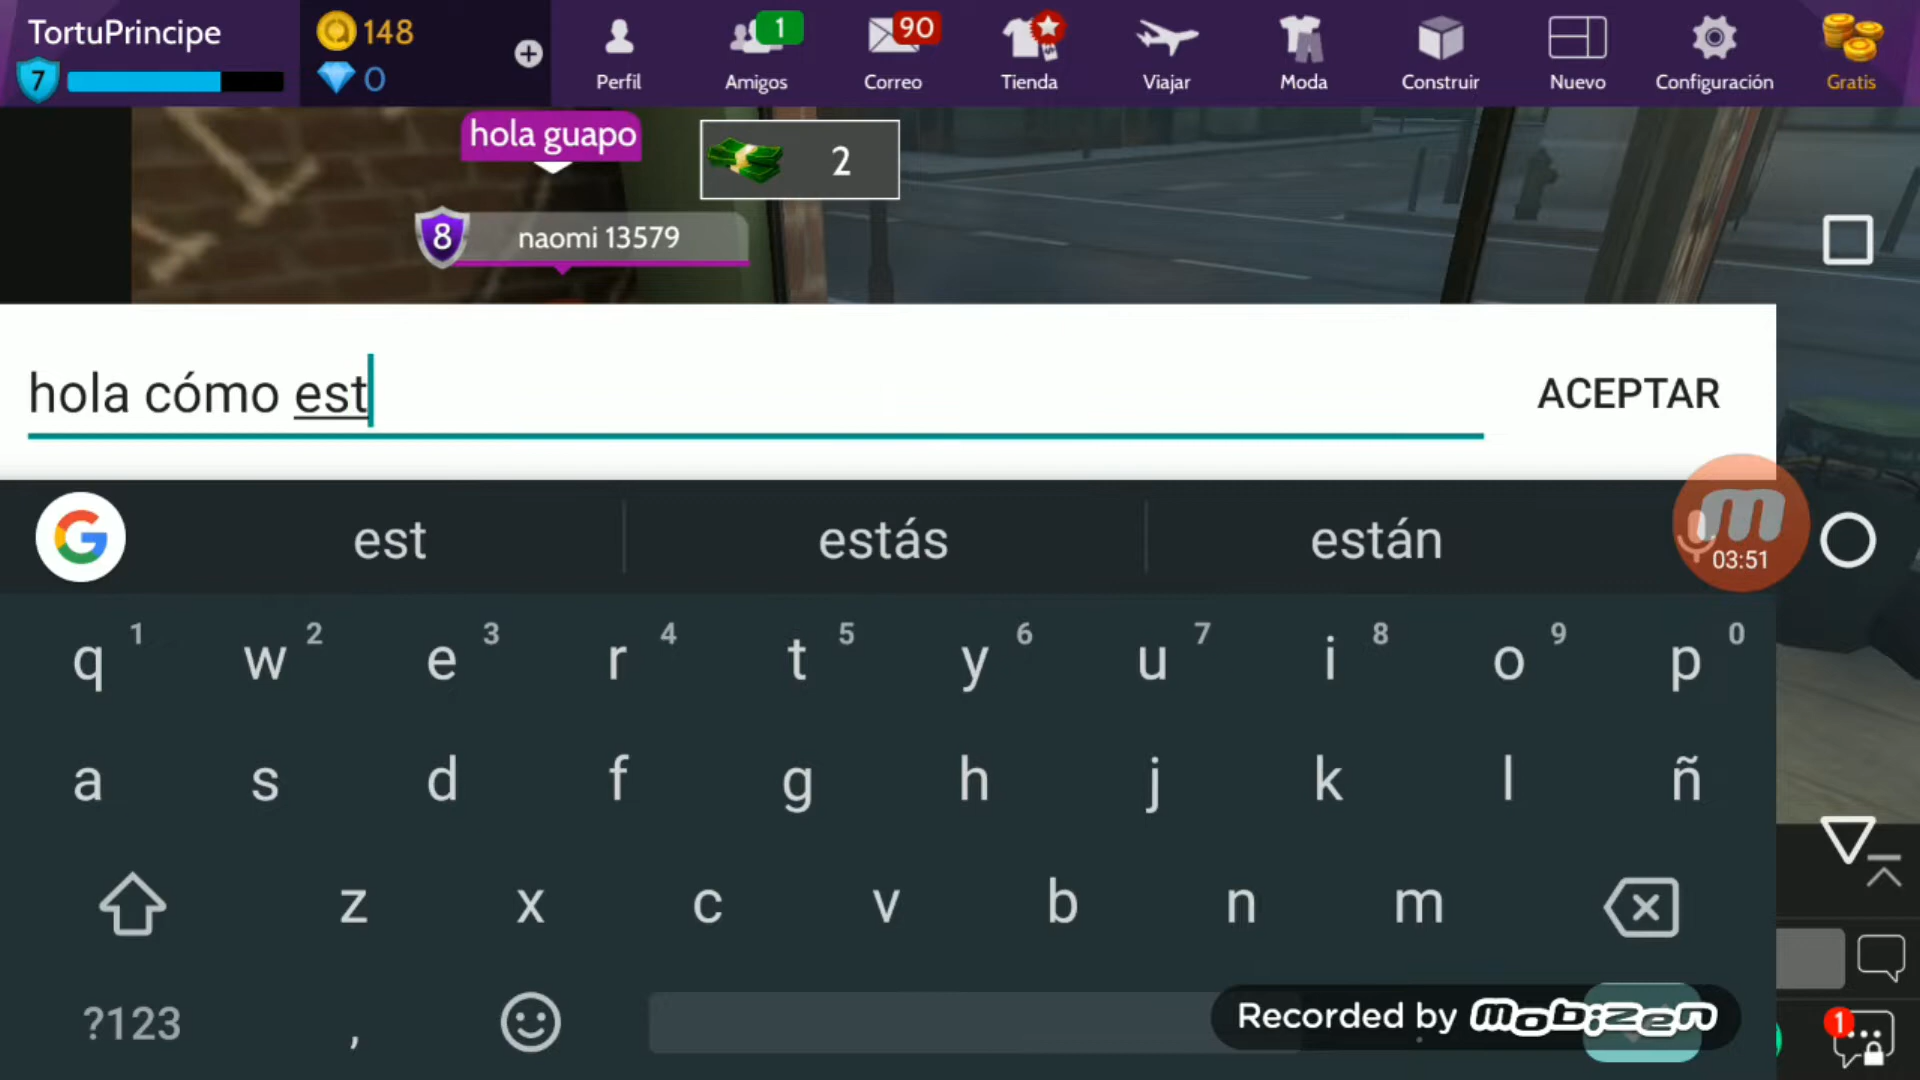 TortuPrincipe
7
148
0
Perfil
1
Amigos
90
Correo
Tienda
Viajar
Moda
Construir
Nuevo
Configuración
Gratis
hola guapo
2
8
naomi 13579
hola cómo est
ACEPTAR
G
est
estás
están
m
03:51
q 1 w 2 e 3 r 4 t 5 y 6 u 7 i 8 o 9 p 0
a s d f g h j k l ñ
z x c v b n m
?123
,
Recorded by mobizen
1